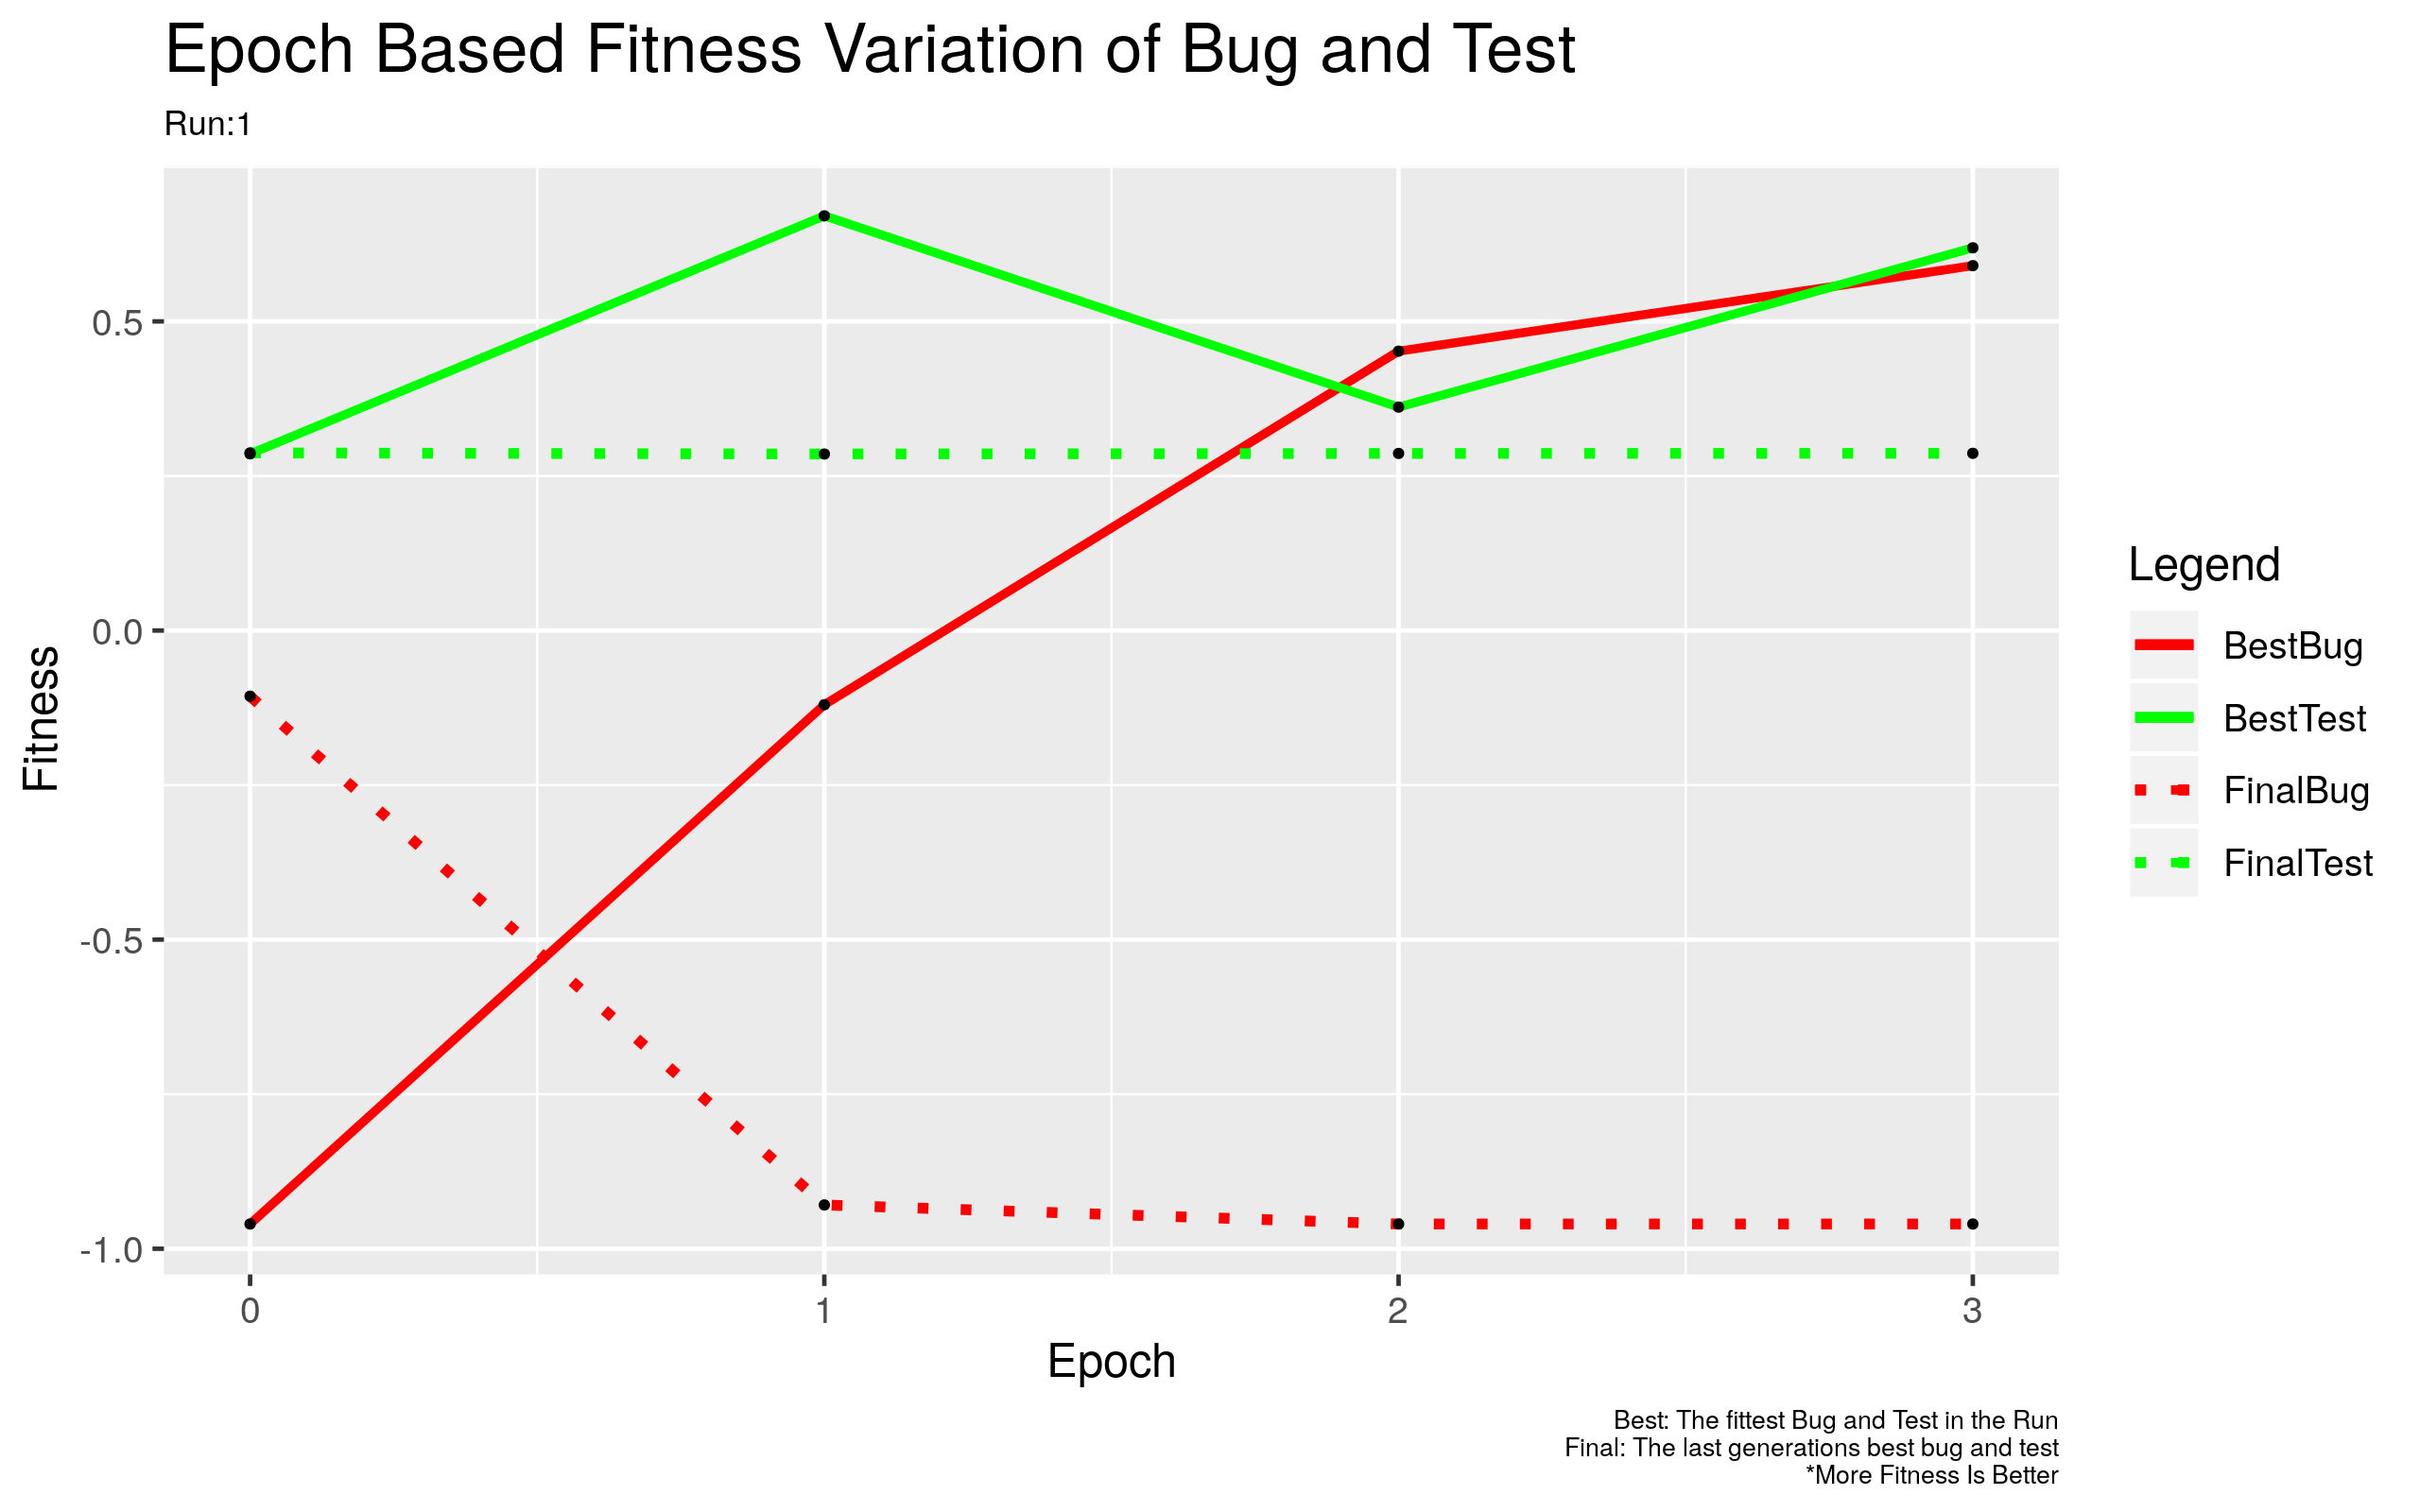 Epoch Based Fitness Variation of Bug and Test
Run:1
Fitness
0.5
0.0
-0.5
-1.0
0
1
2
3
Epoch
Legend
BestBug
BestTest
FinalBug
FinalTest
Best: The fittest Bug and Test in the Run
Final: The last generations best bug and test
*More Fitness Is Better